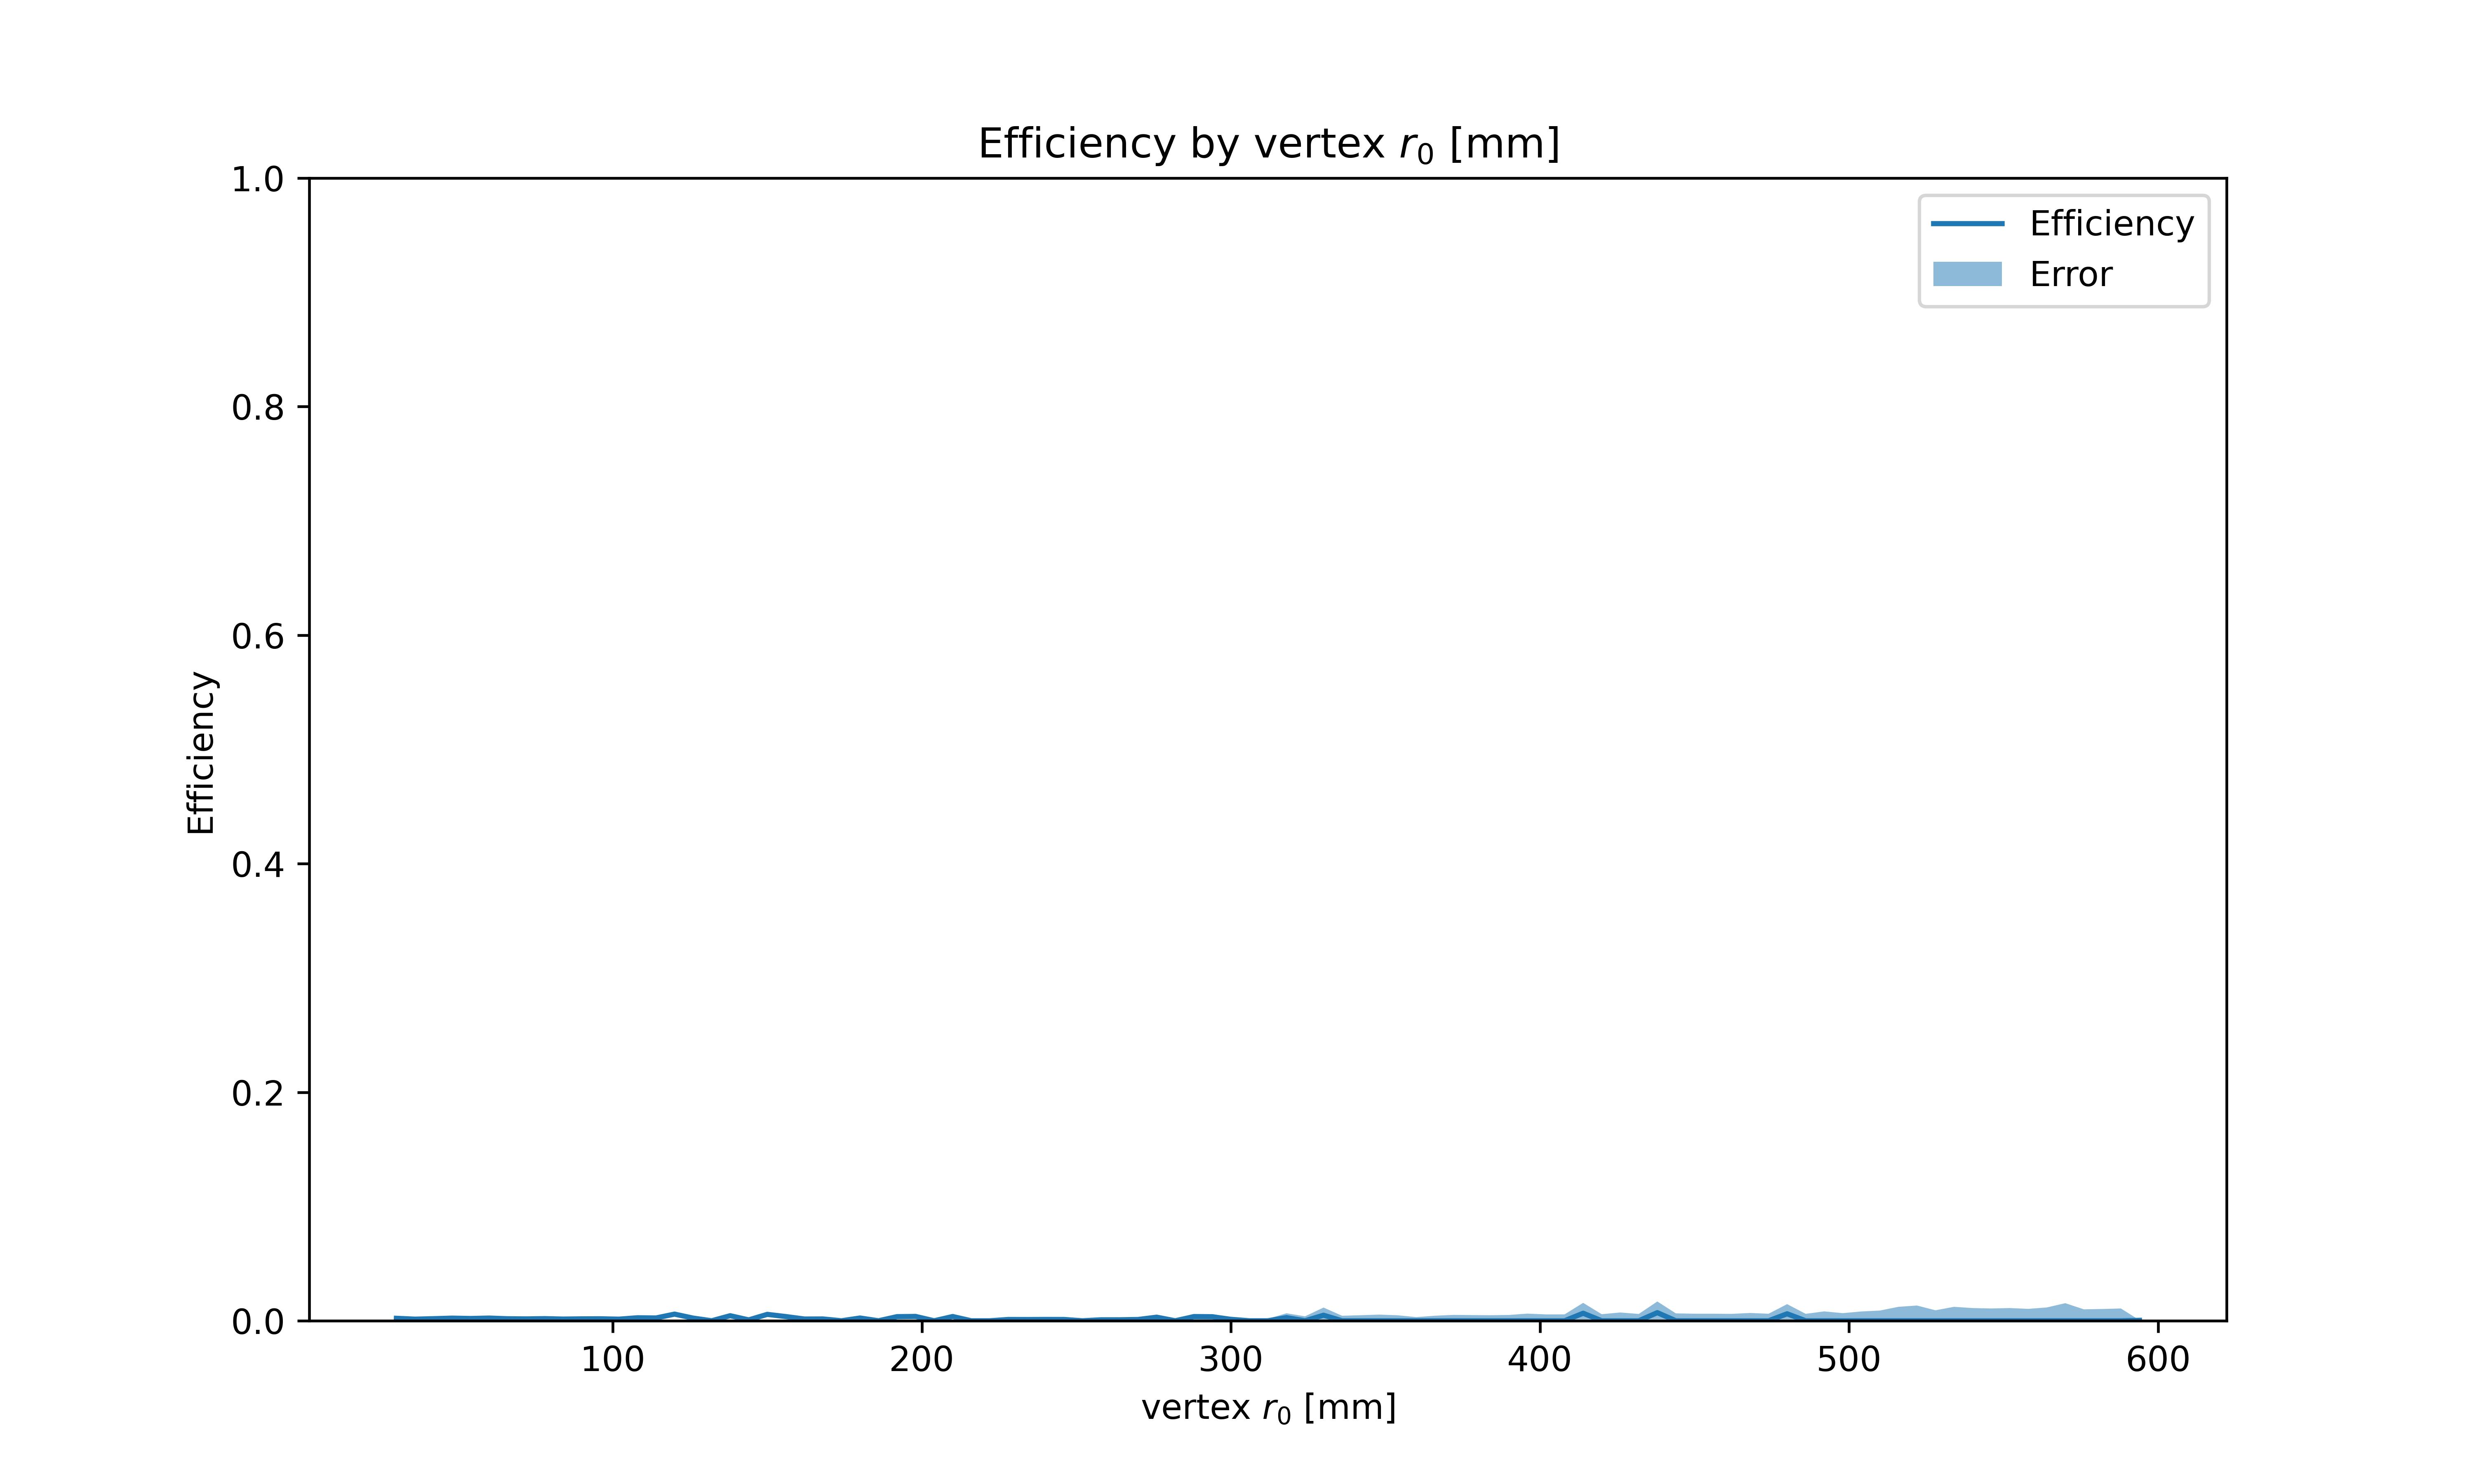 Efficiency by vertex r₀ [mm]
Efficiency
Error
1.0
0.8
0.6
0.4
0.2
0.0
Efficiency
100 200 300 400 500 600
vertex r₀ [mm]